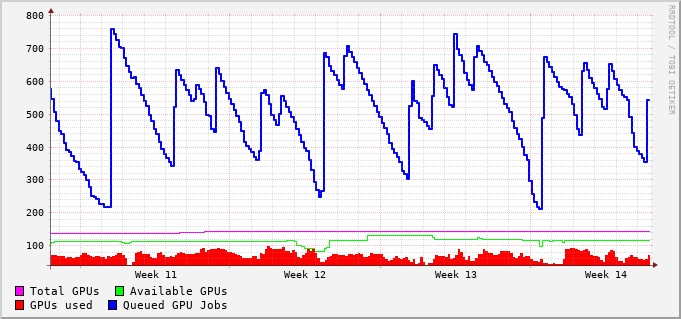 800
700
600
500
400
300
200
100
Week 11 Week 12 Week 13 Week 14
Total GPUs Available GPUs
GPUs used Queued GPU Jobs
RRDTOOL / TOBI OETIKER